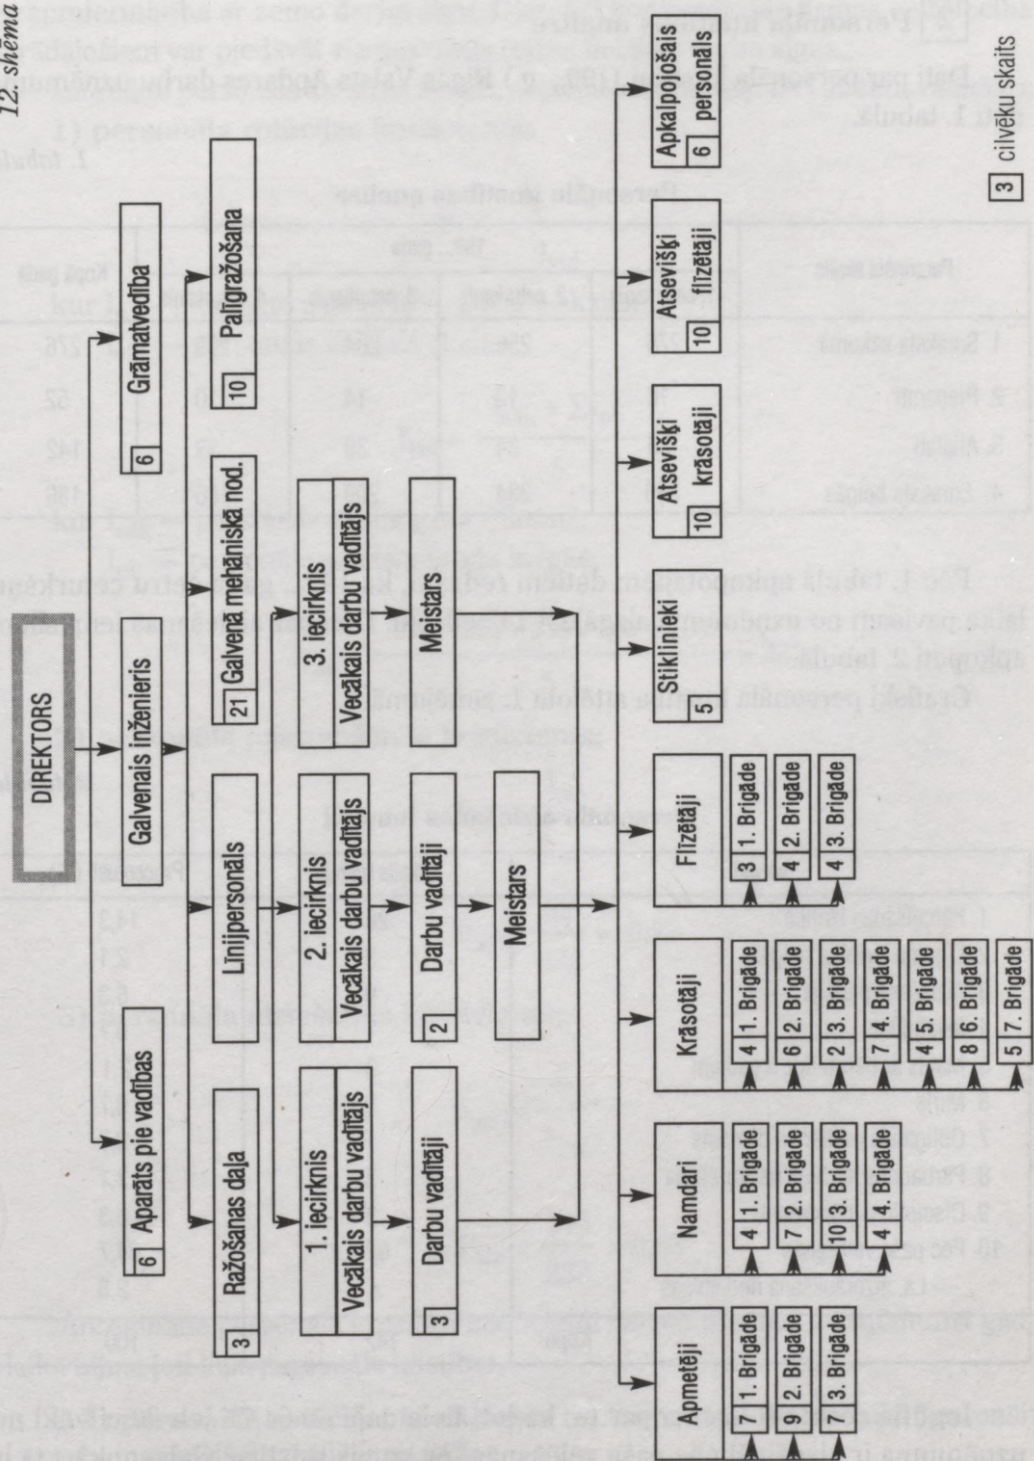 12. shēma
DIREKTORS
6 Aparāts pie vadības
Galvenais inženieris
6 Grāmatvedība
Ražošanas daļa
3
Līnijpersonāls
21 Galvenā mehāniskā nod.
Palīgražošana
10
1. iecirknis
Vecākais darbu vadītājs
2. iecirknis
Vecākais darbu vadītājs
3. iecirknis
Vecākais darbu vadītājs
Darbu vadītāji
3
Darbu vadītāji
2
Meistars
Meistars
Apmetēji
7 1. Brigāde
9 2. Brigāde
7 3. Brigāde
Namdari
4 1. Brigāde
7 2. Brigāde
10 3. Brigāde
4 4. Brigāde
Krāsotāji
4 1. Brigāde
6 2. Brigāde
2 3. Brigāde
7 4. Brigāde
4 5. Brigāde
8 6. Brigāde
5 7. Brigāde
Flīzētāji
3 1. Brigāde
4 2. Brigāde
4 3. Brigāde
Stiklinieki
5
Atsevišķi
krāsotāji
10
Atsevišķi
flīzētāji
10
Apkalpojošais
personāls
6
3 cilvēku skaits